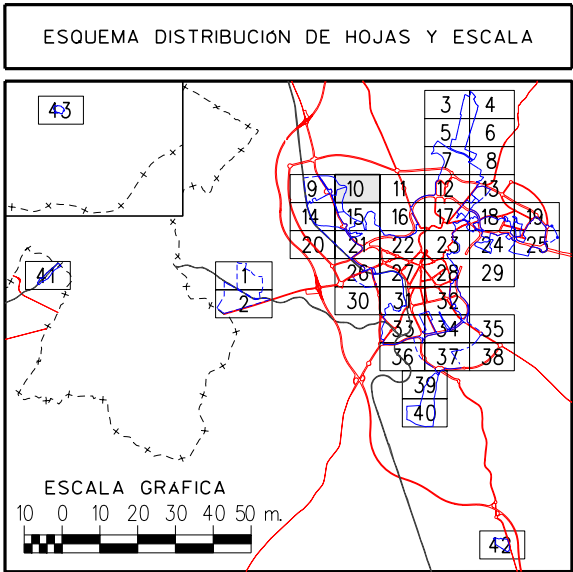 ESQUEMA DISTRIBUCIÓN DE HOJAS Y ESCALA
43
3 4
5 6
7 8
9 10 11 12 13
14 15 16 17 18 19
20 21 22 23 24 25
41 1 26 27 28 29
2 30 31 32
33 34 35
36 37 38
39
40
ESCALA GRÁFICA
10 0 10 20 30 40 50 m.
42